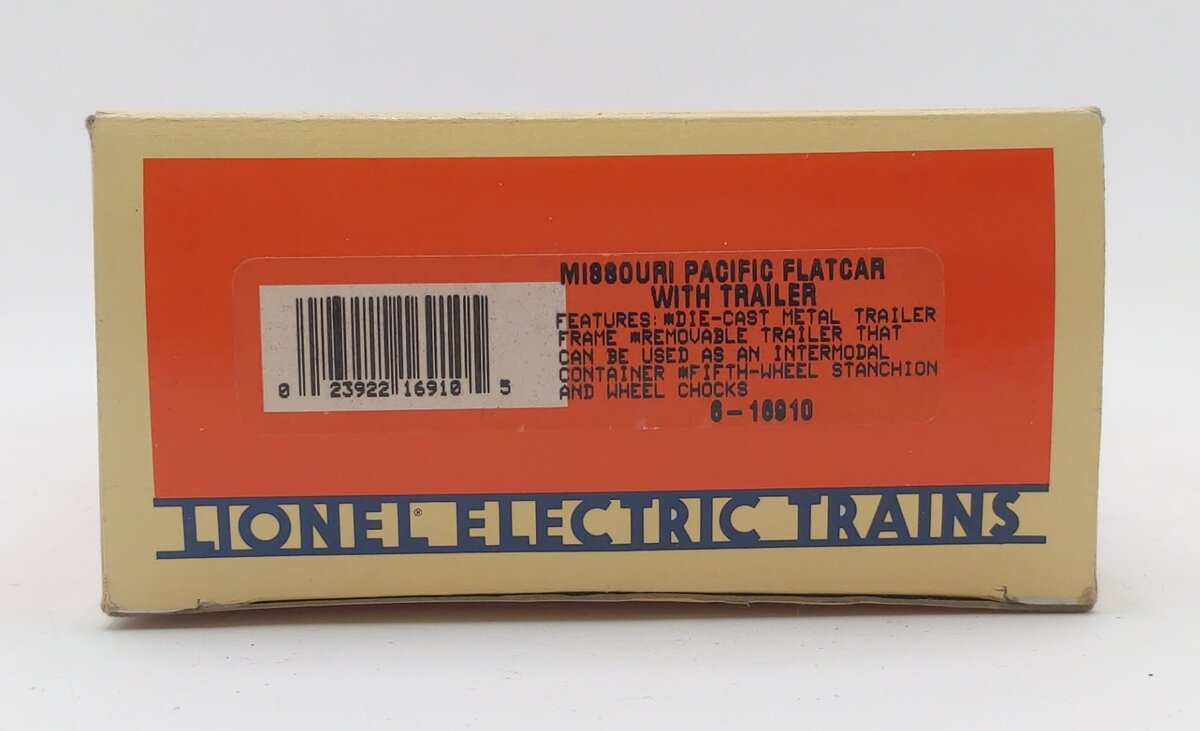 MISSOURI PACIFIC FLATCAR
WITH TRAILER
FEATURES: *DIE-CAST METAL TRAILER
FRAME *REMOVABLE TRAILER THAT
CAN BE USED AS AN INTERMODAL
CONTAINER *FIFTH-WHEEL STANCHION
AND WHEEL CHOCKS
6-16910
0 23922 16910 5
LIONEL® ELECTRIC TRAINS